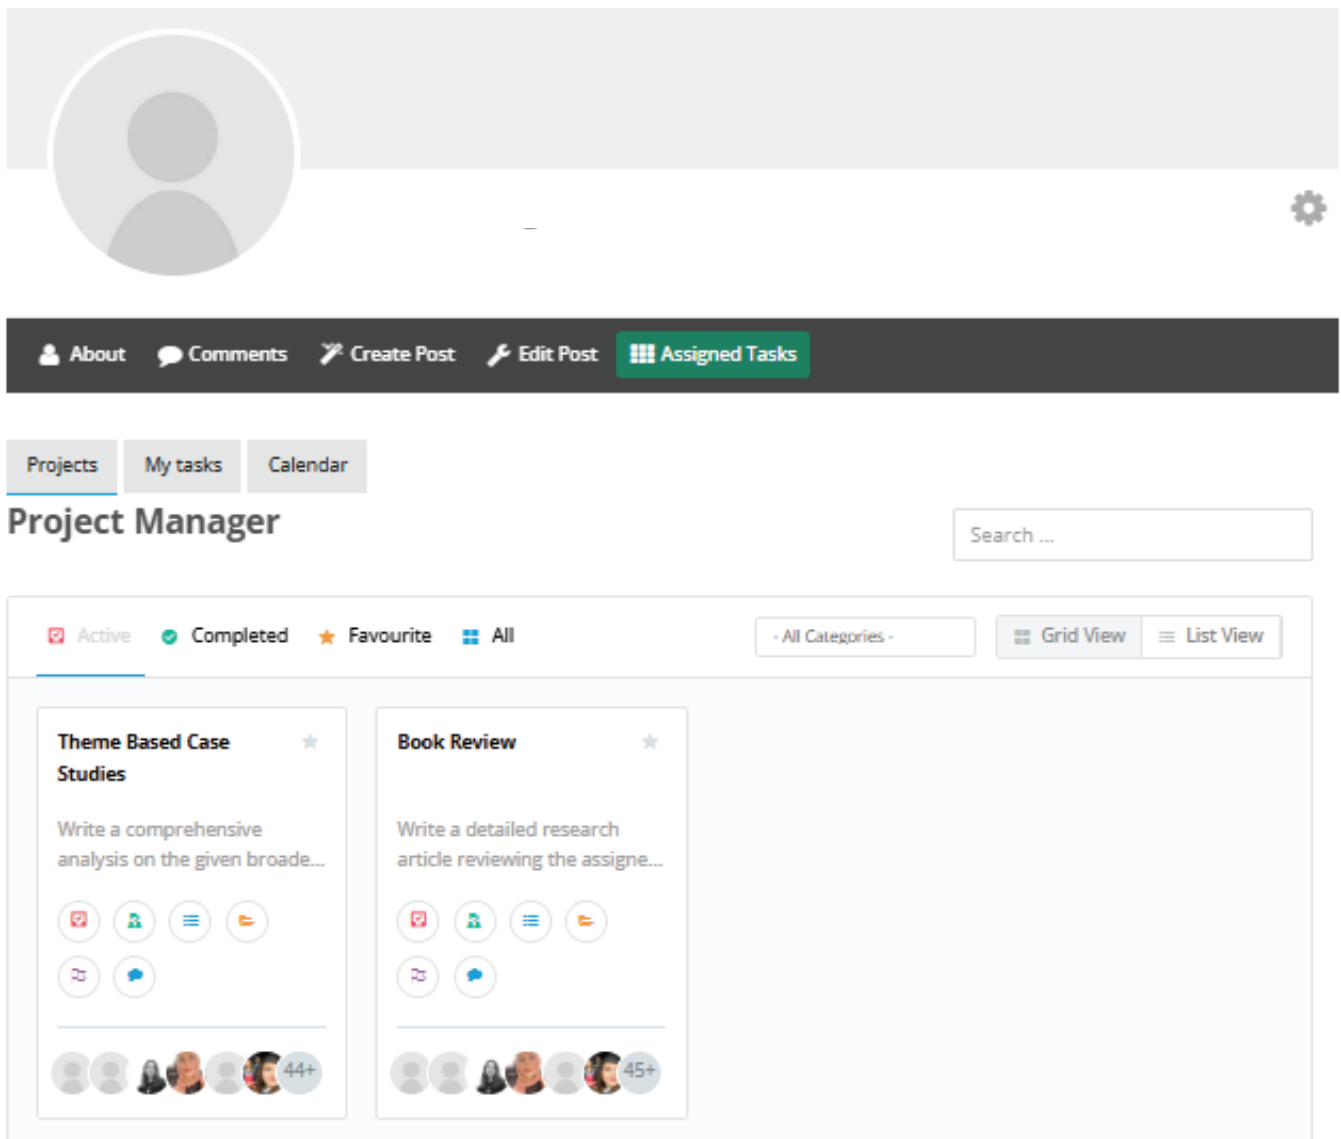 About Comments Create Post Edit Post Assigned Tasks
Projects My tasks Calendar
Project Manager
Search ...
Active Completed Favourite All - All Categories - Grid View List View
Theme Based Case
Studies
Write a comprehensive
analysis on the given broade...
44+
Book Review
Write a detailed research
article reviewing the assigne...
45+